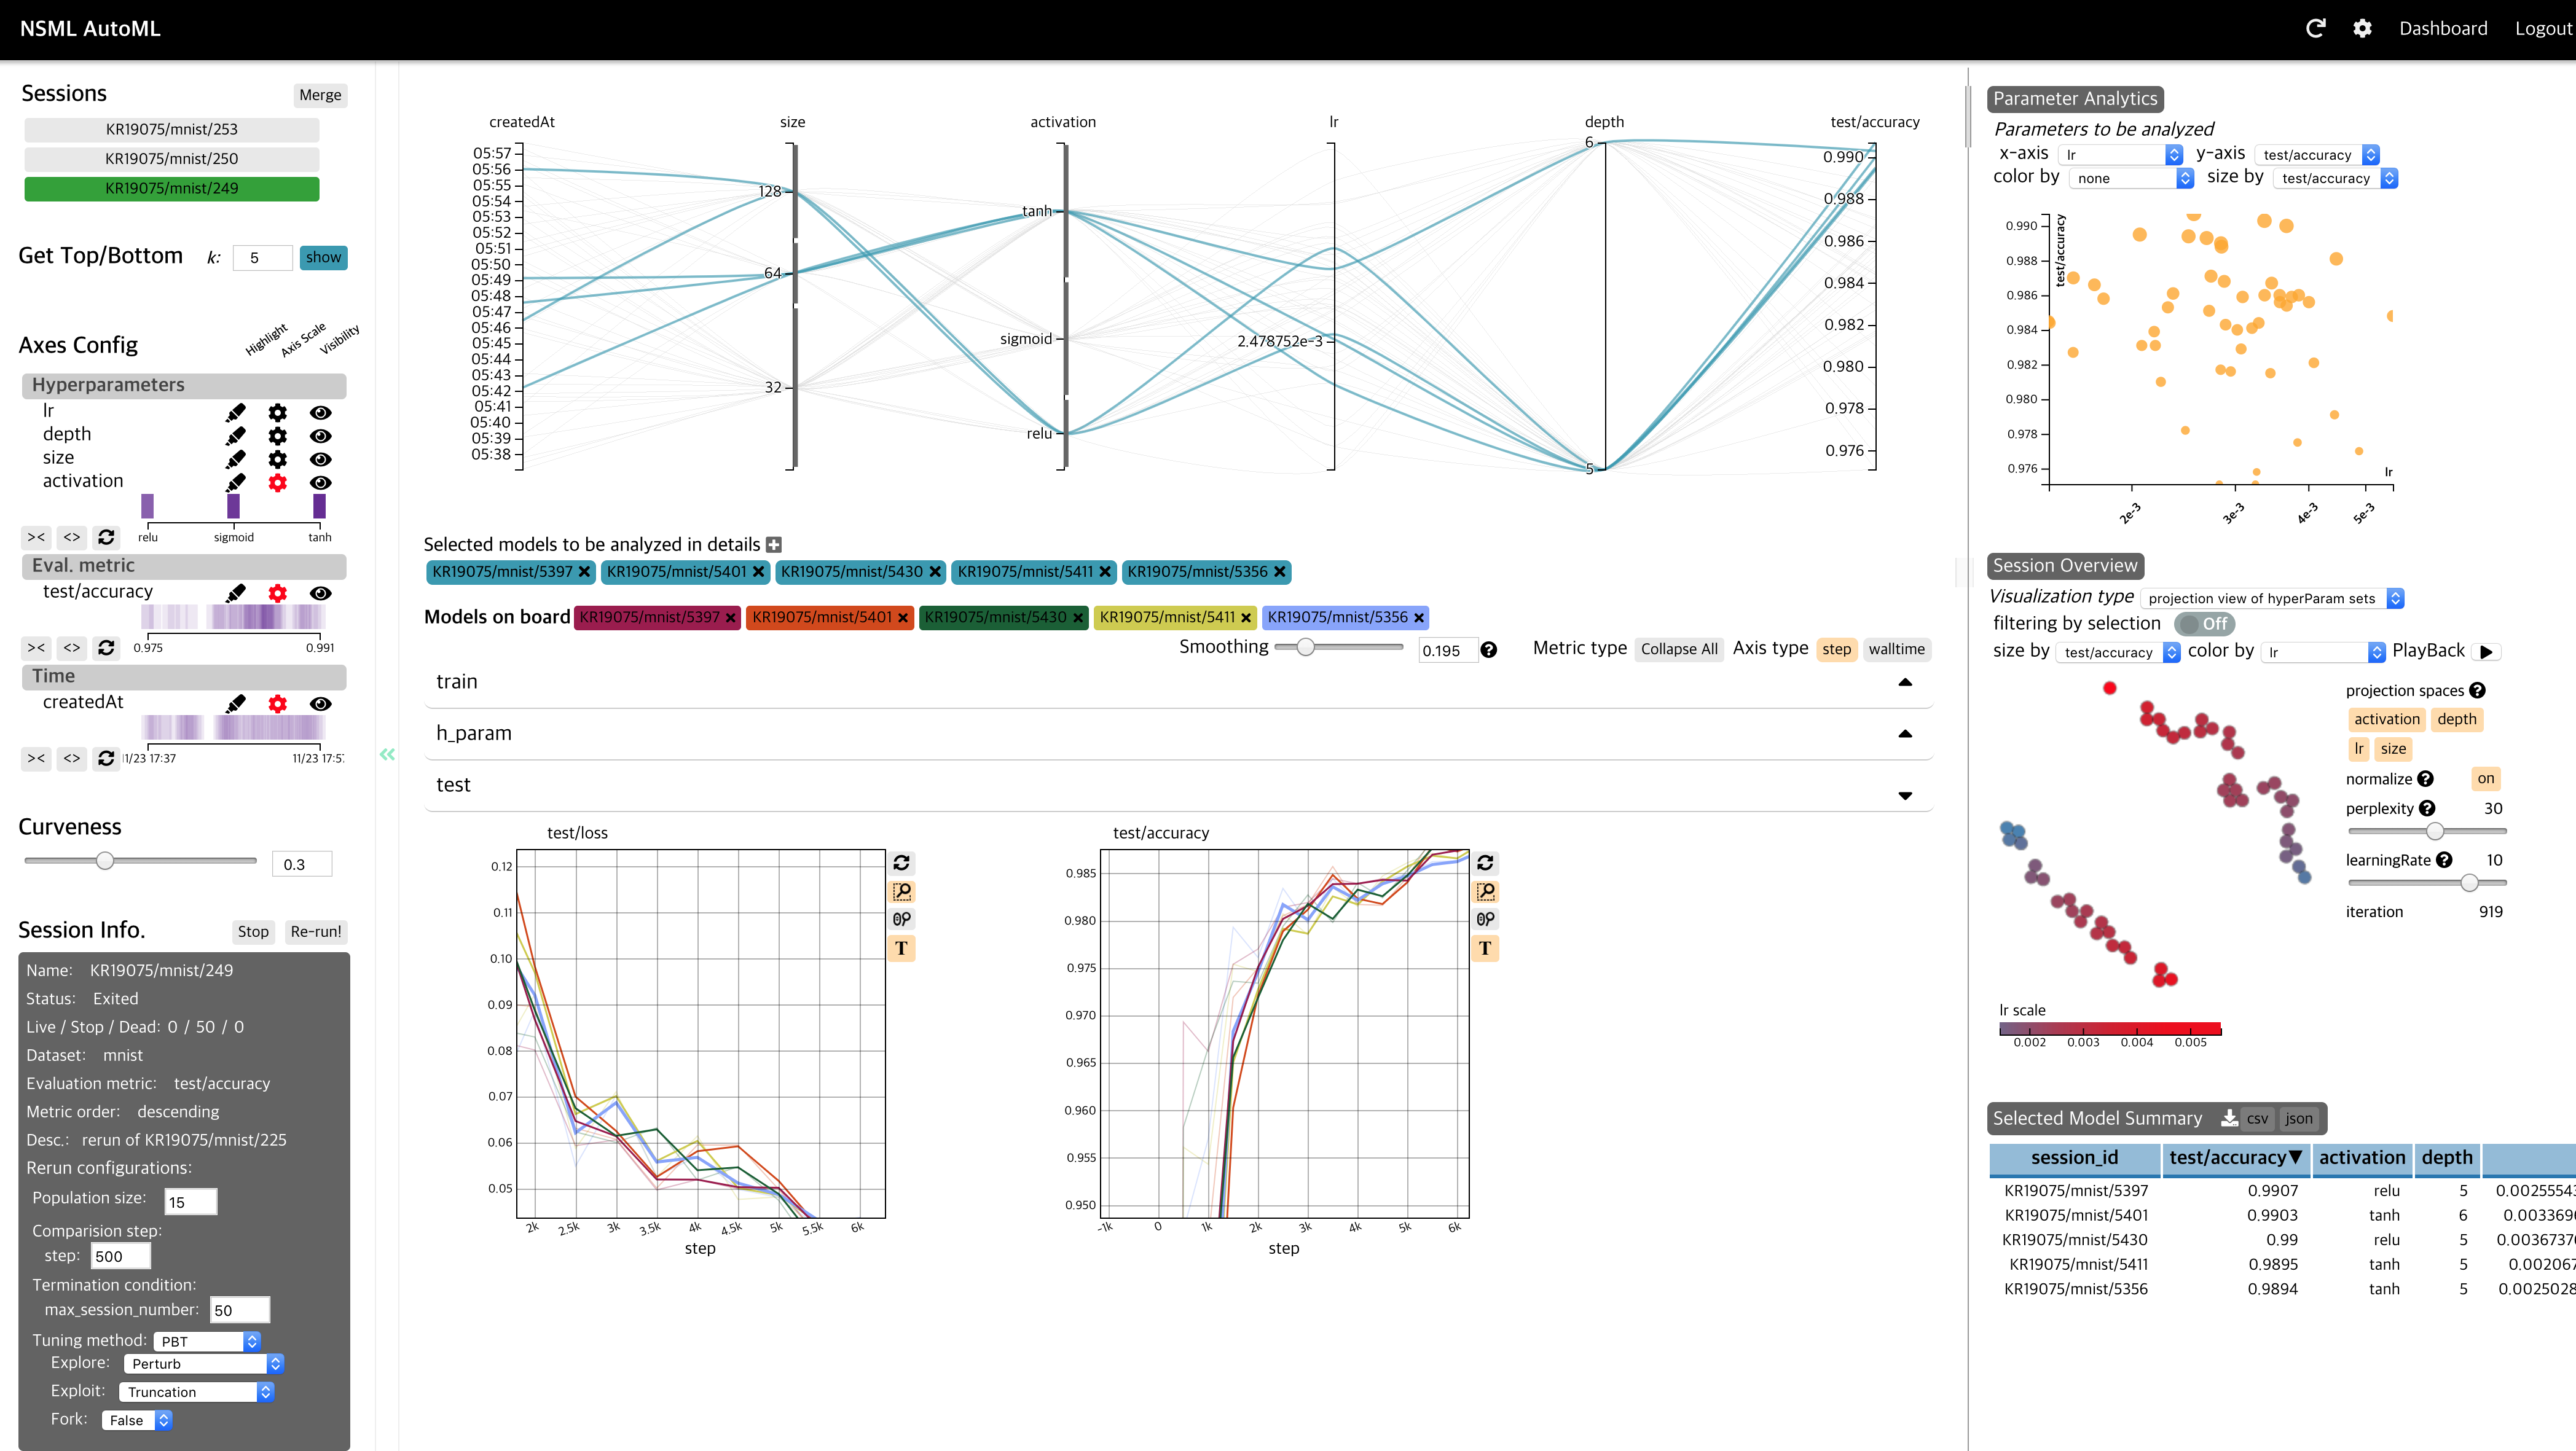 NSML AutoML
Dashboard
Logout
Sessions
Merge
KR19075/mnist/253
KR19075/mnist/250
KR19075/mnist/249
Get Top/Bottom k: 5 show
Axes Config
Highlight
Axis Scale
Visibility
Hyperparameters
lr
depth
size
activation
relu sigmoid tanh
>< <>
Eval. metric
test/accuracy
>< <>
0.975 0.991
Time
createdAt
>< <>
11/23 17:37 11/23 17:5
Curveness
0.3
Session Info. Stop Re-run!
Name: KR19075/mnist/249
Status: Exited
Live / Stop / Dead: 0 / 50 / 0
Dataset: mnist
Evaluation metric: test/accuracy
Metric order: descending
Desc.: rerun of KR19075/mnist/225
Rerun configurations:
Population size: 15
Comparision step:
step: 500
Termination condition:
max_session_number: 50
Tuning method: PBT
Explore: Perturb
Exploit: Truncation
Fork: False
createdAt
05:57
05:56
05:55
05:54
05:53
05:52
05:51
05:50
05:49
05:48
05:47
05:46
05:45
05:44
05:43
05:42
05:41
05:40
05:39
05:38
size
128
64
32
activation
tanh
sigmoid
relu
lr
2.478752e-3
depth
6
5
test/accuracy
0.990
0.988
0.986
0.984
0.982
0.980
0.978
0.976
Selected models to be analyzed in details
KR19075/mnist/5397 KR19075/mnist/5401 KR19075/mnist/5430 KR19075/mnist/5411 KR19075/mnist/5356
Models on board KR19075/mnist/5397 KR19075/mnist/5401 KR19075/mnist/5430 KR19075/mnist/5411 KR19075/mnist/5356
Smoothing 0.195 ? Metric type Collapse All Axis type step walltime
train
h_param
test
test/loss
0.12
0.11
0.10
0.09
0.08
0.07
0.06
0.05
2k 2.5k 3k 3.5k 4k 4.5k 5k 5.5k 6k
step
T
test/accuracy
0.985
0.980
0.975
0.970
0.965
0.960
0.955
0.950
-1k 0 1k 2k 3k 4k 5k 6k
step
T
Parameter Analytics
Parameters to be analyzed
x-axis lr y-axis test/accuracy
color by none size by test/accuracy
test/accuracy
0.990
0.988
0.986
0.984
0.982
0.980
0.978
0.976
lr
2e-3 3e-3 4e-3 5e-3
Session Overview
Visualization type projection view of hyperParam sets
filtering by selection Off
size by test/accuracy color by lr PlayBack
projection spaces ?
activation depth
lr size
normalize ? on
perplexity ? 30
learningRate ? 10
iteration 919
lr scale
0.002 0.003 0.004 0.005
Selected Model Summary csv json
session_id test/accuracy▼ activation depth
KR19075/mnist/5397 0.9907 relu 5 0.0025554
KR19075/mnist/5401 0.9903 tanh 6 0.003369
KR19075/mnist/5430 0.99 relu 5 0.0036737
KR19075/mnist/5411 0.9895 tanh 5 0.002067
KR19075/mnist/5356 0.9894 tanh 5 0.0025028